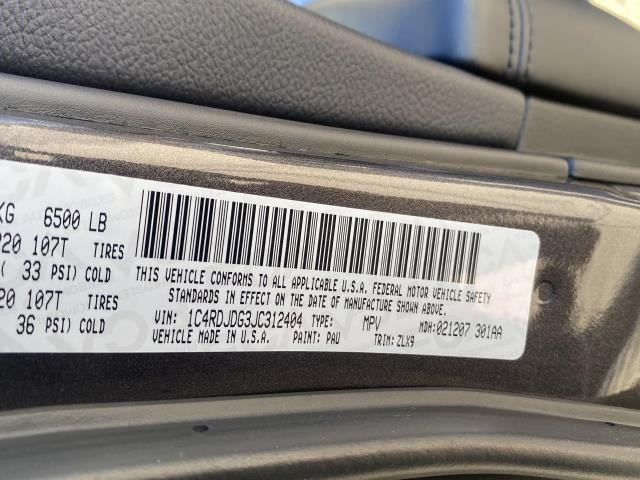 KG 6500 LB
20 107T TIRES
( 33 PSI) COLD
20 107T TIRES
36 PSI) COLD
THIS VEHICLE CONFORMS TO ALL APPLICABLE U.S.A. FEDERAL MOTOR VEHICLE SAFETY
STANDARDS IN EFFECT ON THE DATE OF MANUFACTURE SHOWN ABOVE.
VIN: 1C4RDJDG3JC312404 TYPE: MPV MDH:021207 301AA
VEHICLE MADE IN U.S.A. PAINT: PAU TRIM: ZLX9